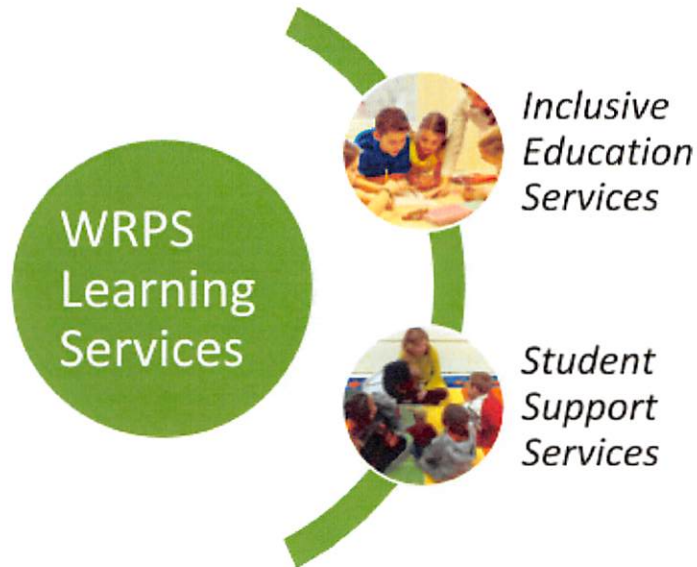 WRPS
Learning
Services
Inclusive
Education
Services
Student
Support
Services